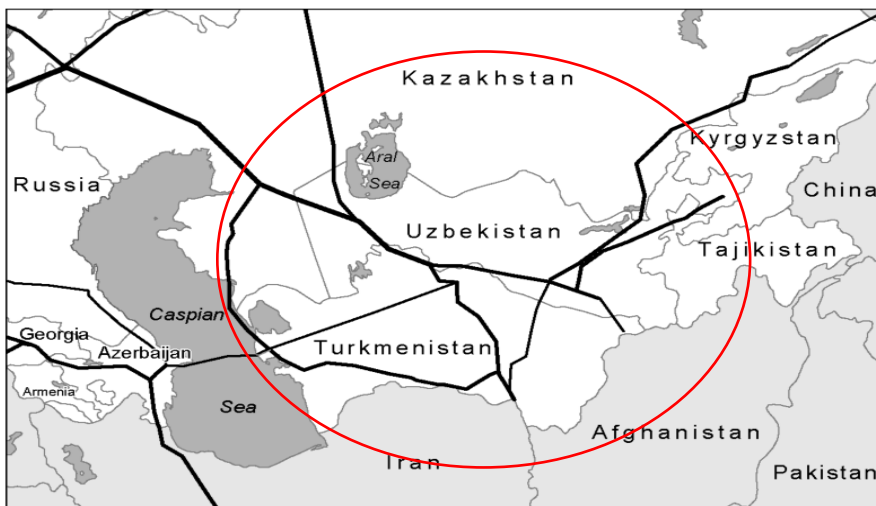 Kazakhstan
Aral
Sea
Kyrgyzstan
Russia
China
Uzbekistan
Tajikistan
Caspian
Georgia
Azerbaijan
Turkmenistan
Armenia
Sea
Afghanistan
Iran
Pakistan